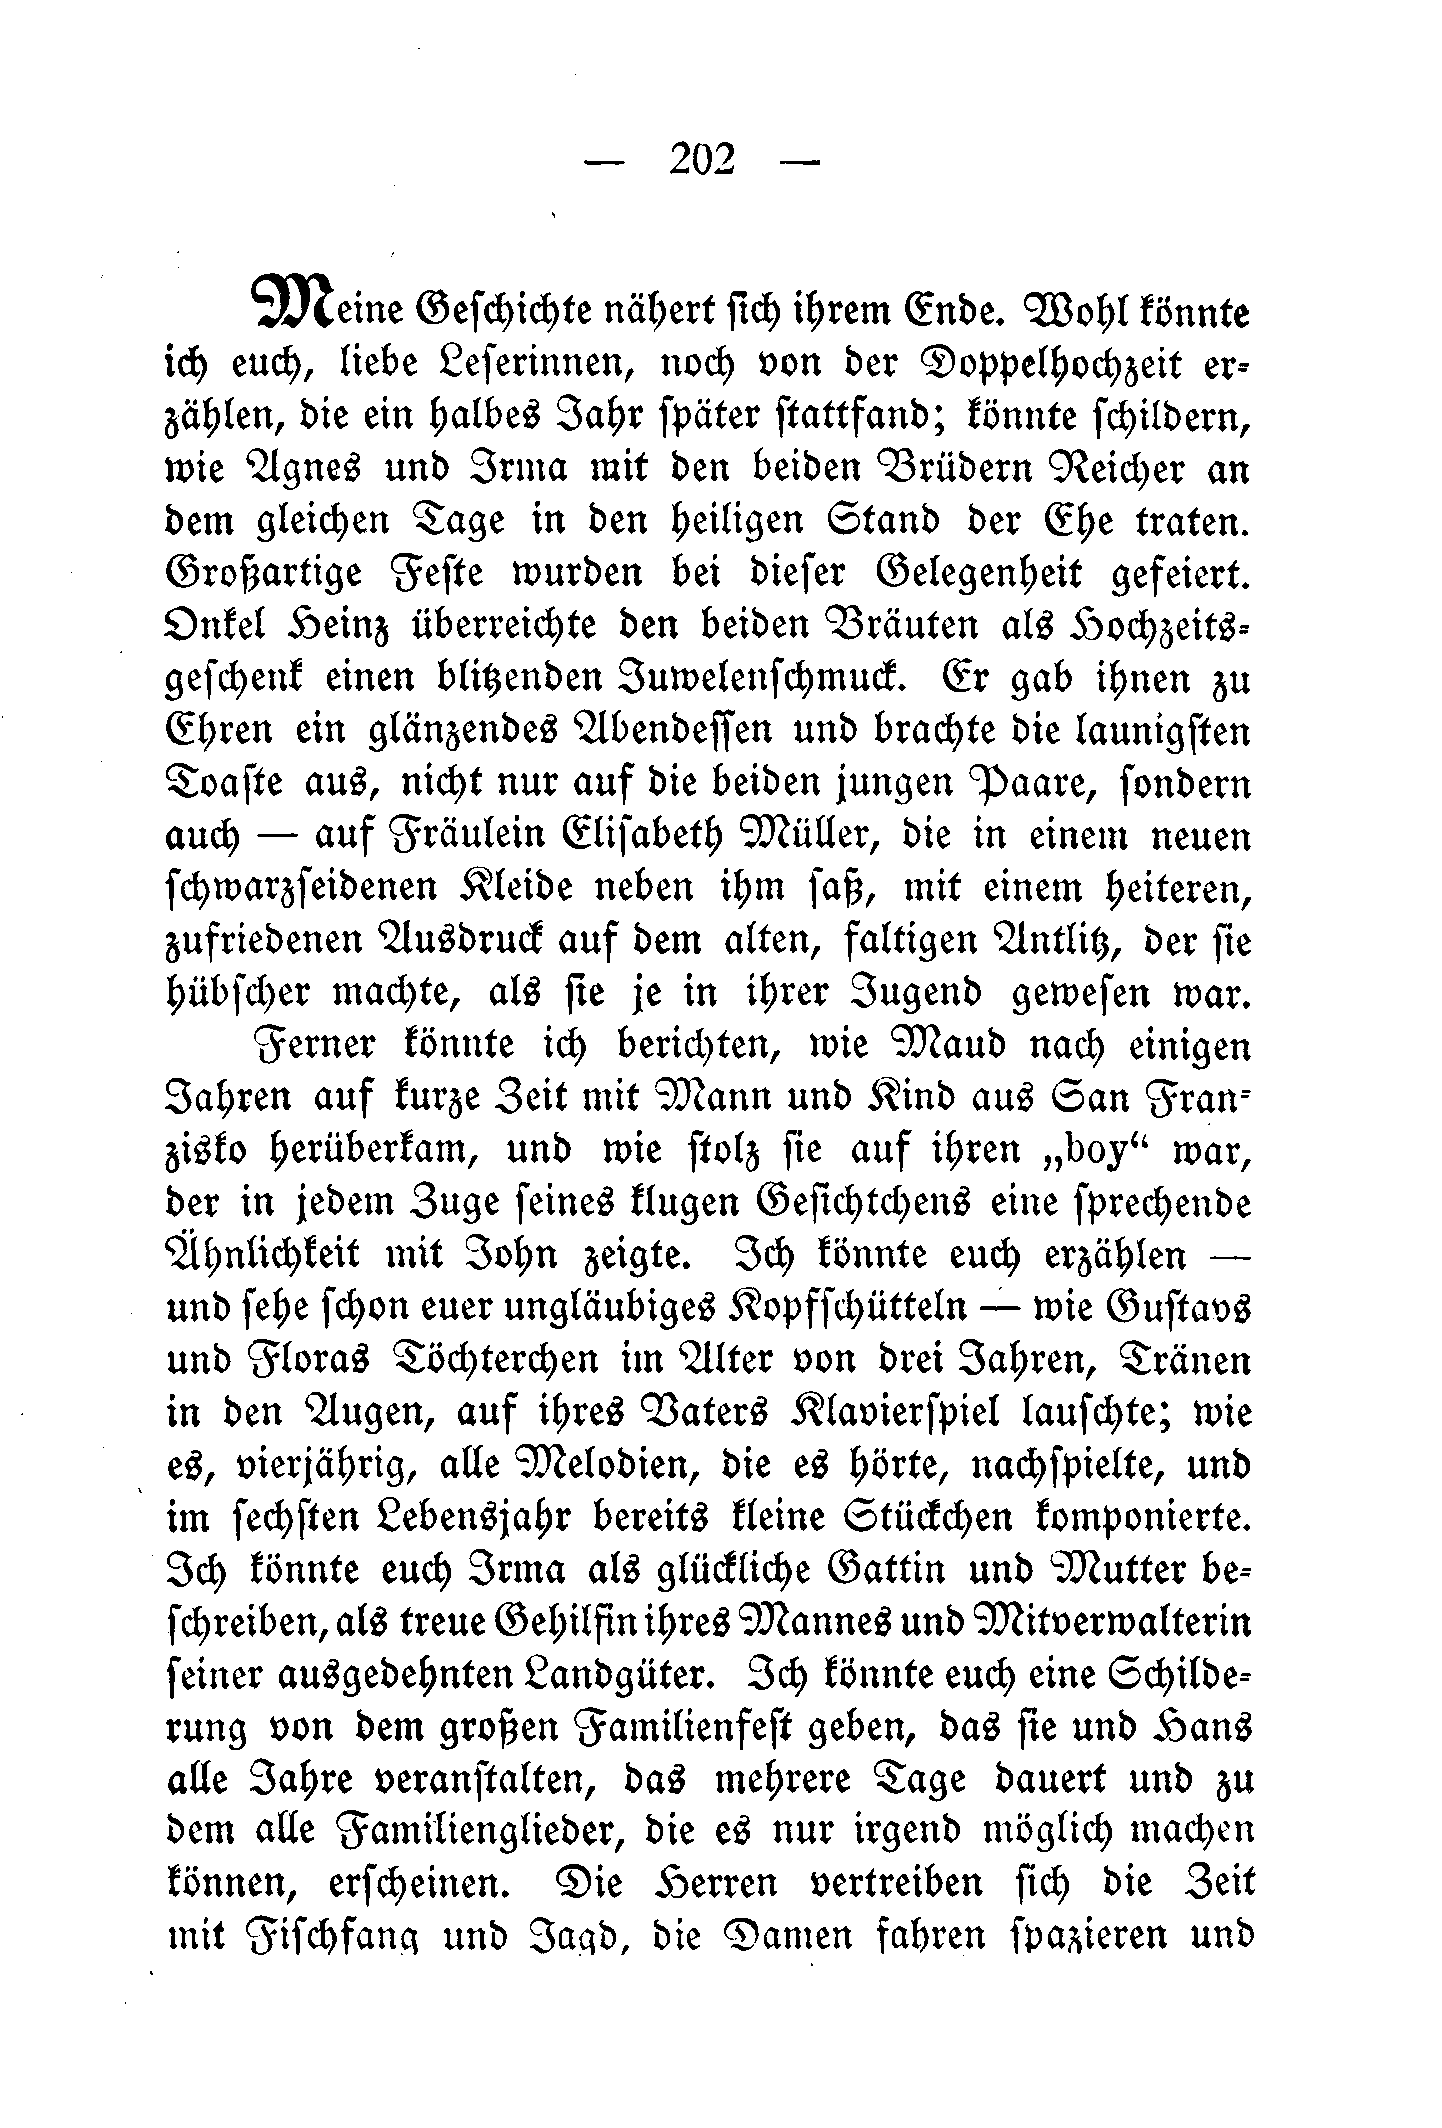 — 202 —
Meine Geschichte nähert sich ihrem Ende. Wohl könnte
ich euch, liebe Leserinnen, noch von der Doppelhochzeit er-
zählen, die ein halbes Jahr später stattfand; könnte schildern,
wie Agnes und Irma mit den beiden Brüdern Reicher an
dem gleichen Tage in den heiligen Stand der Ehe traten.
Großartige Feste wurden bei dieser Gelegenheit gefeiert.
Onkel Heinz überreichte den beiden Bräuten als Hochzeits-
geschenk einen blitzenden Juwelenschmuck. Er gab ihnen zu
Ehren ein glänzendes Abendessen und brachte die launigsten
Toaste aus, nicht nur auf die beiden jungen Paare, sondern
auch — auf Fräulein Elisabeth Müller, die in einem neuen
schwarzseidenen Kleide neben ihm saß, mit einem heiteren,
zufriedenen Ausdruck auf dem alten, faltigen Antlitz, der sie
hübscher machte, als sie je in ihrer Jugend gewesen war.
Ferner könnte ich berichten, wie Maud nach einigen
Jahren auf kurze Zeit mit Mann und Kind aus San Fran-
zisko herüberkam, und wie stolz sie auf ihren „boy“ war,
der in jedem Zuge seines klugen Gesichtchens eine sprechende
Ähnlichkeit mit John zeigte. Ich könnte euch erzählen —
und sehe schon euer ungläubiges Kopfschütteln — wie Gustavs
und Floras Töchterchen im Alter von drei Jahren, Tränen
in den Augen, auf ihres Vaters Klavierspiel lauschte; wie
es, vierjährig, alle Melodien, die es hörte, nachspielte, und
im sechsten Lebensjahr bereits kleine Stückchen komponierte.
Ich könnte euch Irma als glückliche Gattin und Mutter be-
schreiben, als treue Gehilfin ihres Mannes und Mitverwalterin
seiner ausgedehnten Landgüter. Ich könnte euch eine Schilde-
rung von dem großen Familienfest geben, das sie und Hans
alle Jahre veranstalten, das mehrere Tage dauert und zu
dem alle Familienglieder, die es nur irgend möglich machen
können, erscheinen. Die Herren vertreiben sich die Zeit
mit Fischfang und Jagd, die Damen fahren spazieren und